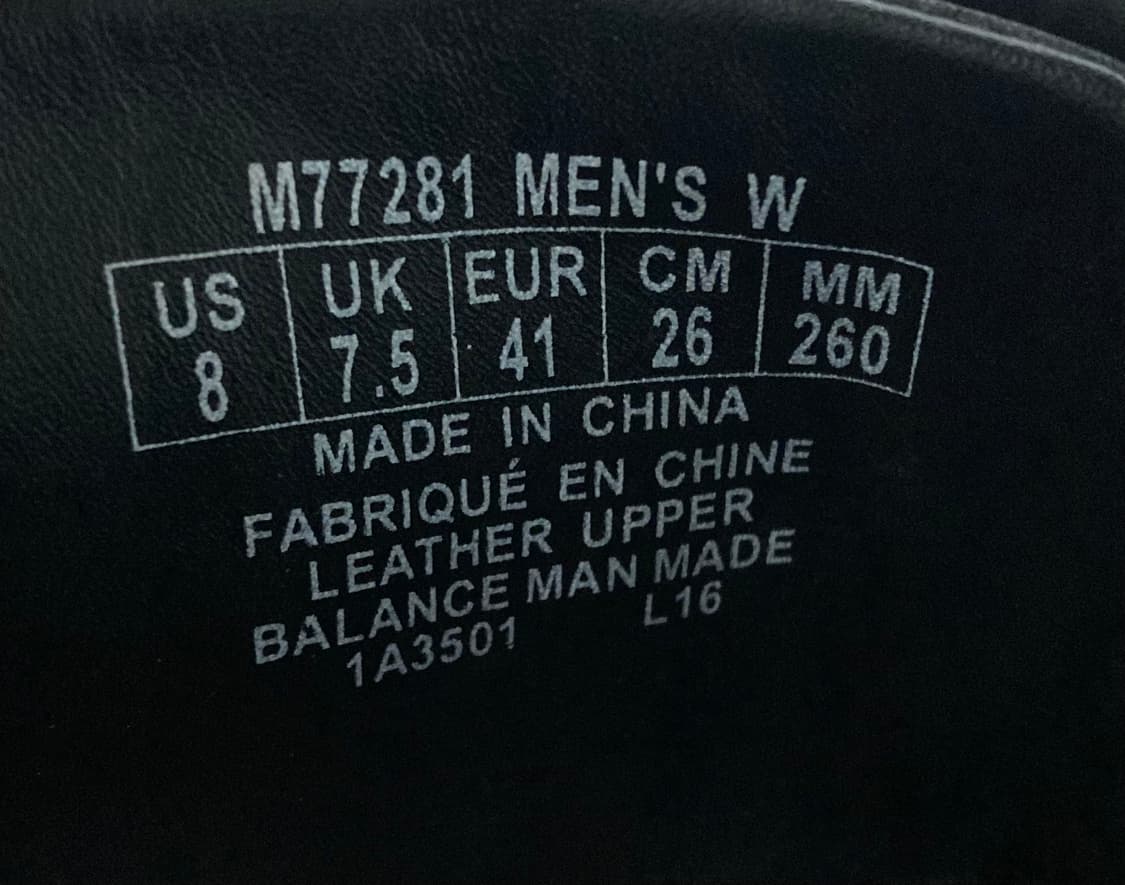 M77281 MEN'S W
US UK EUR CM MM
8 7.5 41 26 260
MADE IN CHINA
FABRIQUÉ EN CHINE
LEATHER UPPER
BALANCE MAN MADE
1A3501 L16